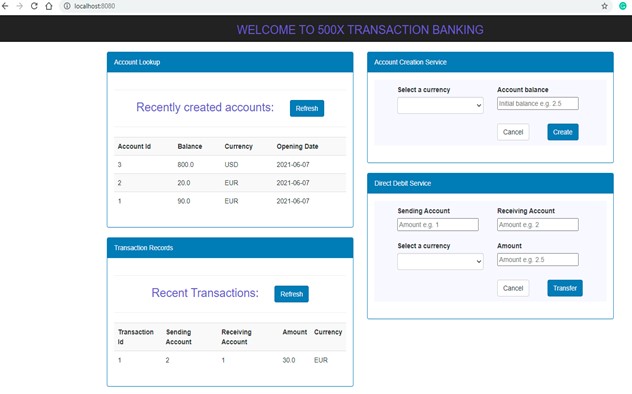 localhost:8080
WELCOME TO 500X TRANSACTION BANKING
Account Lookup
Recently created accounts: Refresh
Account Id Balance Currency Opening Date
3 800.0 USD 2021-06-07
2 20.0 EUR 2021-06-07
1 90.0 EUR 2021-06-07
Transaction Records
Recent Transactions: Refresh
Transaction Id Sending Account Receiving Account Amount Currency
1 2 1 30.0 EUR
Account Creation Service
Select a currency Account balance
Initial balance e.g. 2.5
Cancel Create
Direct Debit Service
Sending Account Receiving Account
Amount e.g. 1 Amount e.g. 2
Select a currency Amount
Amount e.g. 2.5
Cancel Transfer